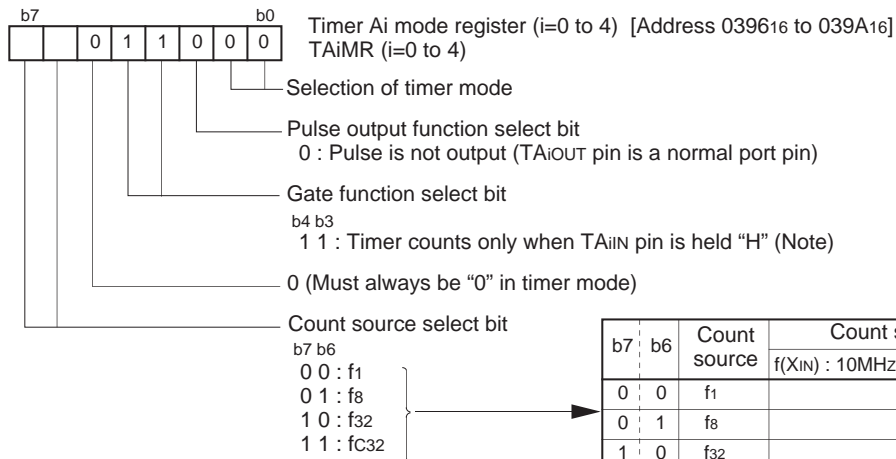 b7 b0
Timer Ai mode register (i=0 to 4) [Address 039616 to 039A16]
TAiMR (i=0 to 4)
0 1 1 0 0 0
Selection of timer mode
Pulse output function select bit
0 : Pulse is not output (TAiOUT pin is a normal port pin)
Gate function select bit
b4 b3
1 1 : Timer counts only when TAiIN pin is held “H” (Note)
0 (Must always be “0” in timer mode)
Count source select bit
b7 b6
0 0 : f1
0 1 : f8
1 0 : f32
1 1 : fC32
b7 b6 Count source Count
f(XIN) : 10MHz
0 0 f1
0 1 f8
1 0 f32